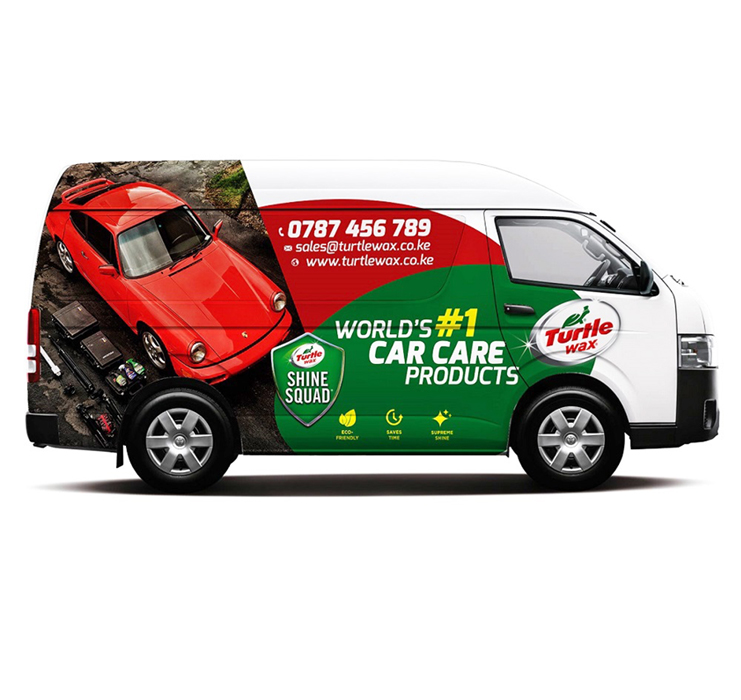 0787 456 789
sales@turtlewax.co.ke
www.turtlewax.co.ke
WORLD'S #1
CAR CARE
PRODUCTS
Turtle
wax
Turtle
wax
SHINE
SQUAD
ECO-
FRIENDLY
SAVES
TIME
SUPREME
SHINE